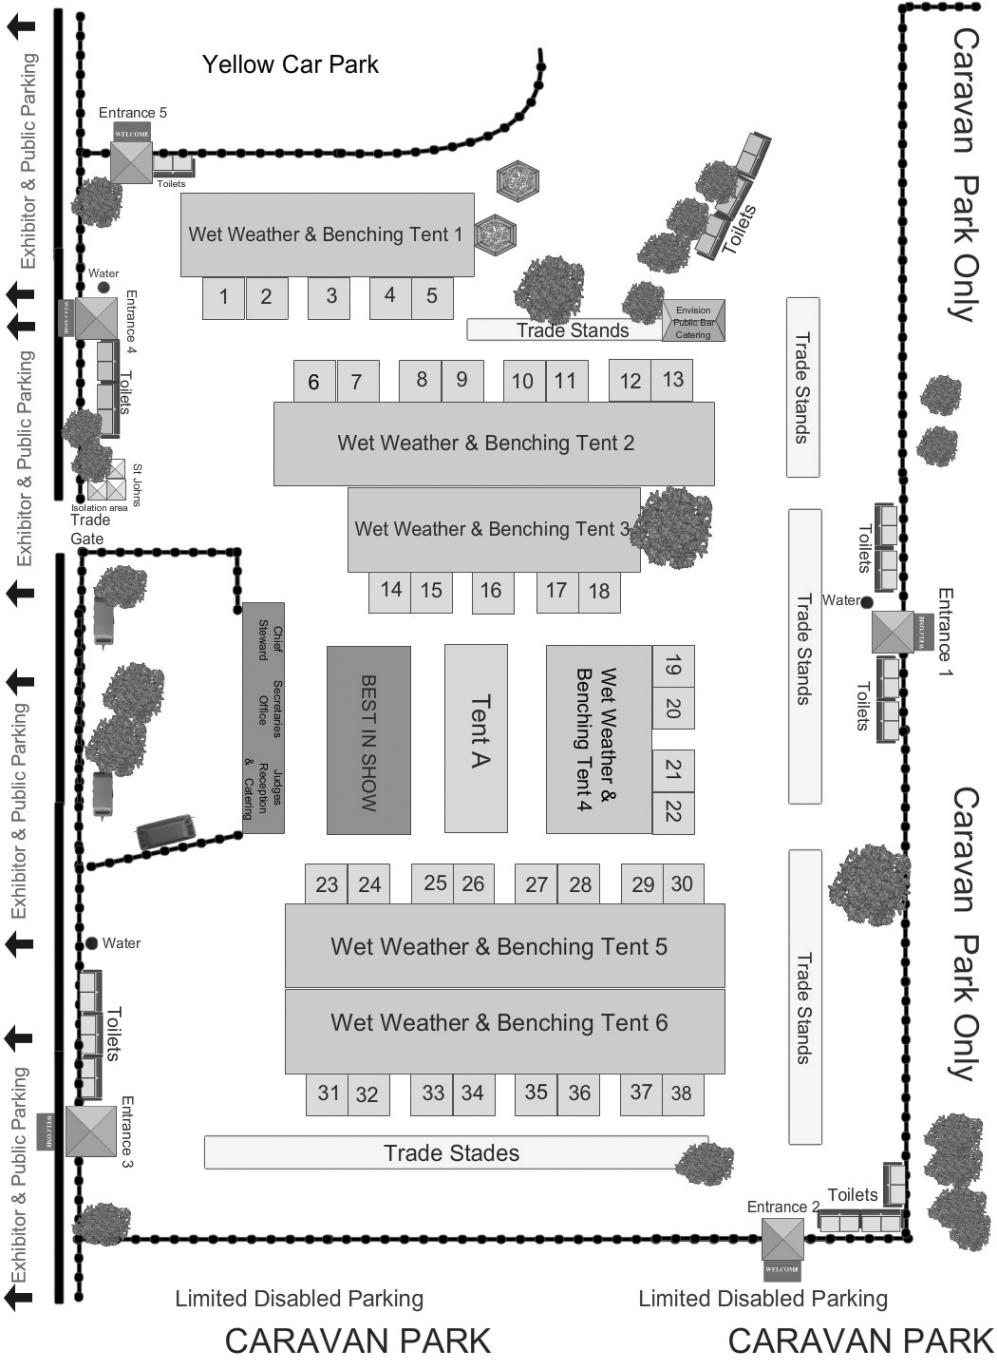 Yellow Car Park
Exhibitor & Public Parking
Entrance 5
WELCOME
Toilets
Caravan Park Only
Wet Weather & Benching Tent 1
1 2 3 4 5
Toilets
Water
Entrance 4
WELCOME
Toilets
Trade Stands
Envision
Public Bar
Catering
Trade Stands
Exhibitor & Public Parking
6 7 8 9 10 11 12 13
Wet Weather & Benching Tent 2
St Johns
Isolation area
Trade
Gate
Wet Weather & Benching Tent 3
14 15 16 17 18
Toilets
Water
Entrance 1
WELCOME
Toilets
Trade Stands
Chief
Steward
Secretaries
Office
Judges
Reception
& Catering
BEST IN SHOW
Tent A
Wet Weather &
Benching Tent 4
19
20
21
22
Exhibitor & Public Parking
Caravan Park Only
23 24 25 26 27 28 29 30
Wet Weather & Benching Tent 5
Wet Weather & Benching Tent 6
31 32 33 34 35 36 37 38
Trade Stands
Water
Toilets
Entrance 3
WELCOME
Exhibitor & Public Parking
Trade Stades
Toilets
Entrance 2
WELCOME
Limited Disabled Parking
Limited Disabled Parking
CARAVAN PARK
CARAVAN PARK